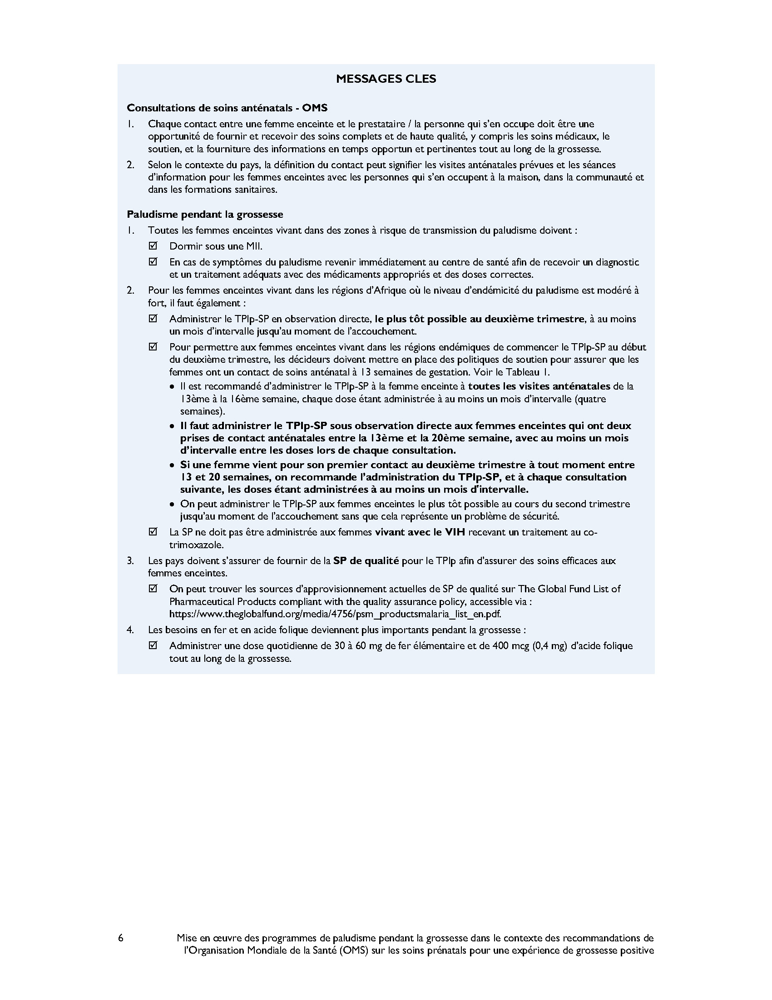 MESSAGES CLES
Consultations de soins anténatals - OMS
1. Chaque contact entre une femme enceinte et le prestataire / la personne qui s’en occupe doit être une
opportunité de fournir et recevoir des soins complets et de haute qualité, y compris les soins médicaux, le
soutien, et la fourniture des informations en temps opportun et pertinentes tout au long de la grossesse.
2. Selon le contexte du pays, la définition du contact peut signifier les visites anténatales prévues et les séances
d’information pour les femmes enceintes avec les personnes qui s’en occupent à la maison, dans la communauté et
dans les formations sanitaires.
Paludisme pendant la grossesse
1. Toutes les femmes enceintes vivant dans des zones à risque de transmission du paludisme doivent :
☑ Dormir sous une MII.
☑ En cas de symptômes du paludisme revenir immédiatement au centre de santé afin de recevoir un diagnostic
et un traitement adéquats avec des médicaments appropriés et des doses correctes.
2. Pour les femmes enceintes vivant dans les régions d’Afrique où le niveau d’endémicité du paludisme est modéré à
fort, il faut également :
☑ Administrer le TPIp-SP en observation directe, le plus tôt possible au deuxième trimestre, à au moins
un mois d’intervalle jusqu’au moment de l’accouchement.
☑ Pour permettre aux femmes enceintes vivant dans les régions endémiques de commencer le TPIp-SP au début
du deuxième trimestre, les décideurs doivent mettre en place des politiques de soutien pour assurer que les
femmes ont un contact de soins anténatal à 13 semaines de gestation. Voir le Tableau 1.
• Il est recommandé d’administrer le TPIp-SP à la femme enceinte à toutes les visites anténatales de la
13ème à la 16ème semaine, chaque dose étant administrée à au moins un mois d’intervalle (quatre
semaines).
• Il faut administrer le TPIp-SP sous observation directe aux femmes enceintes qui ont deux
prises de contact anténatales entre la 13ème et la 20ème semaine, avec au moins un mois
d’intervalle entre les doses lors de chaque consultation.
• Si une femme vient pour son premier contact au deuxième trimestre à tout moment entre
13 et 20 semaines, on recommande l’administration du TPIp-SP, et à chaque consultation
suivante, les doses étant administrées à au moins un mois d'intervalle.
• On peut administrer le TPIp-SP aux femmes enceintes le plus tôt possible au cours du second trimestre
jusqu’au moment de l’accouchement sans que cela représente un problème de sécurité.
☑ La SP ne doit pas être administrée aux femmes vivant avec le VIH recevant un traitement au co-
trimoxazole.
3. Les pays doivent s’assurer de fournir de la SP de qualité pour le TPIp afin d’assurer des soins efficaces aux
femmes enceintes.
☑ On peut trouver les sources d’approvisionnement actuelles de SP de qualité sur The Global Fund List of
Pharmaceutical Products compliant with the quality assurance policy, accessible via :
https://www.theglobalfund.org/media/4756/psm_productsmalaria_list_en.pdf.
4. Les besoins en fer et en acide folique deviennent plus importants pendant la grossesse :
☑ Administrer une dose quotidienne de 30 à 60 mg de fer élémentaire et de 400 mcg (0,4 mg) d’acide folique
tout au long de la grossesse.
6 Mise en œuvre des programmes de paludisme pendant la grossesse dans le contexte des recommandations de
l’Organisation Mondiale de la Santé (OMS) sur les soins prénatals pour une expérience de grossesse positive